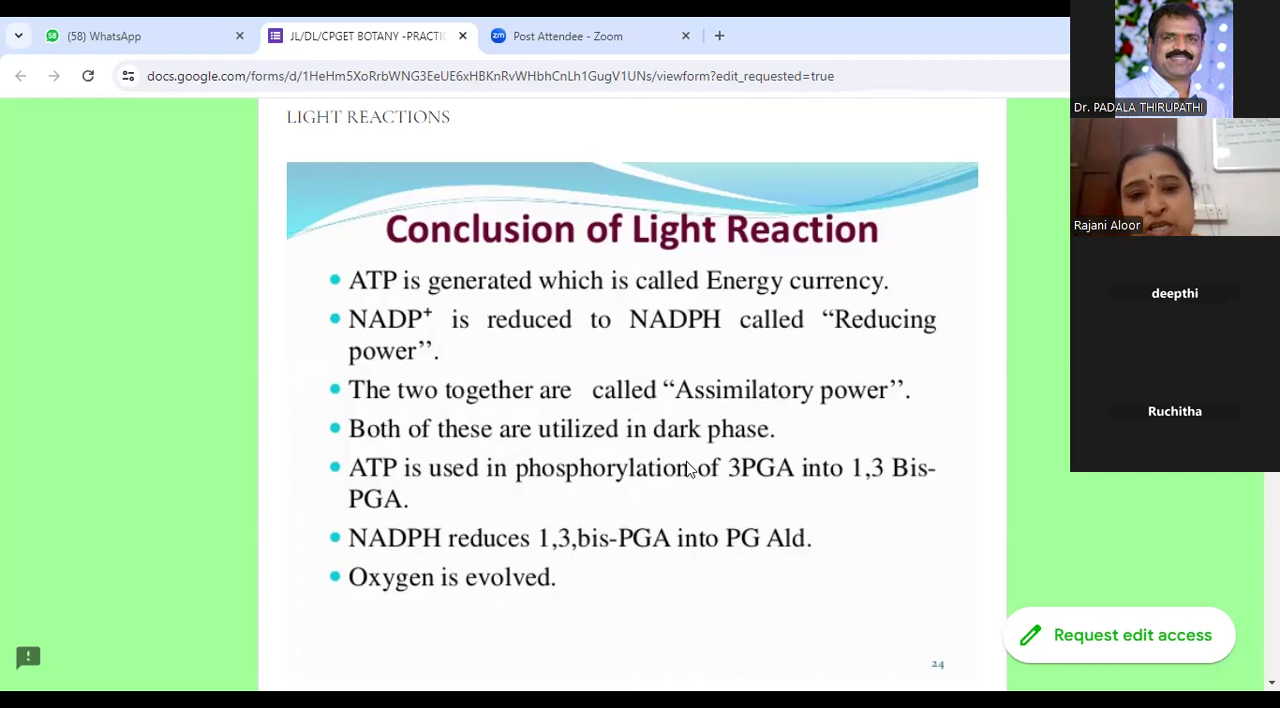 (58) WhatsApp
JL/DL/CPGET BOTANY -PRACTIC
Post Attendee - Zoom
docs.google.com/forms/d/1HeHm5XoRrbWNG3EeUE6xHBKnRvWHbhCnLh1GugV1UNs/viewform?edit_requested=true
LIGHT REACTIONS
Conclusion of Light Reaction
• ATP is generated which is called Energy currency.
• NADP⁺ is reduced to NADPH called “Reducing
power’’.
• The two together are called “Assimilatory power’’.
• Both of these are utilized in dark phase.
• ATP is used in phosphorylation of 3PGA into 1,3 Bis-
PGA.
• NADPH reduces 1,3,bis-PGA into PG Ald.
• Oxygen is evolved.
24
Request edit access
Dr. PADALA THIRUPATHI
Rajani Aloor
deepthi
Ruchitha